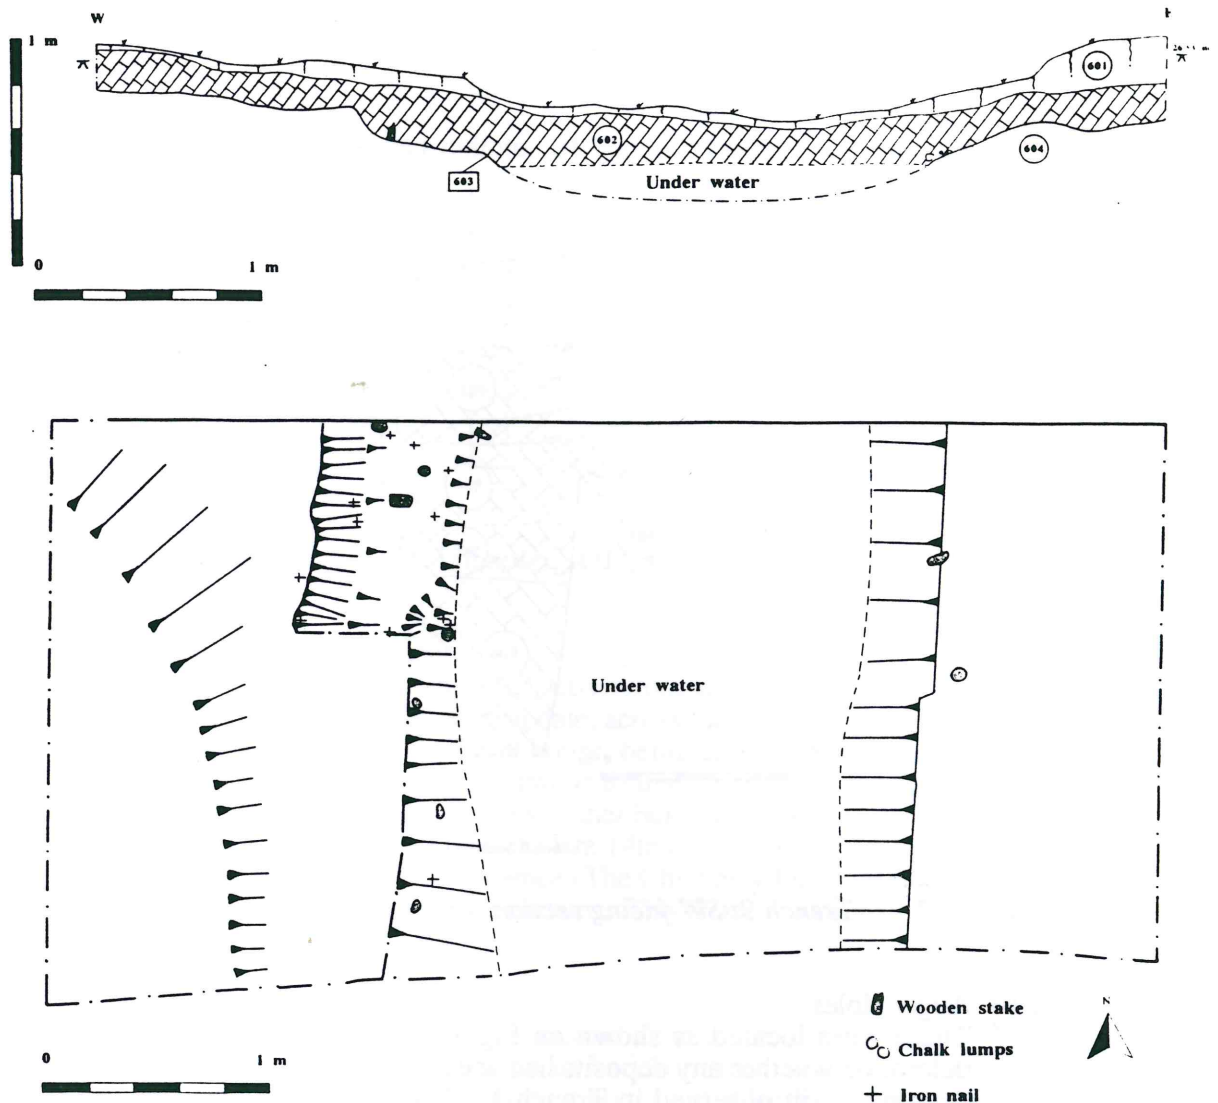 W
1 m
601
602
603
604
Under water
0 1 m
Under water
N
Wooden stake
Chalk lumps
Iron nail
0 1 m